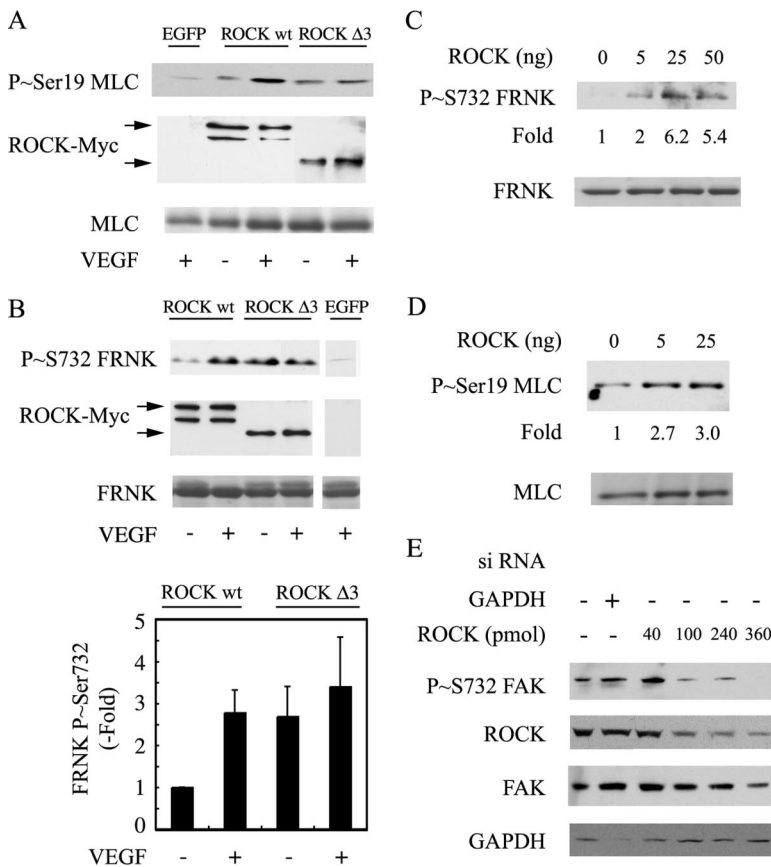 A
EGFP ROCK wt ROCK Δ3
P~Ser19 MLC
ROCK-Myc
MLC
VEGF + - + - +
B
ROCK wt ROCK Δ3 EGFP
P~S732 FRNK
ROCK-Myc
FRNK
VEGF - + - + +
ROCK wt ROCK Δ3
FRNK P~Ser732
(-Fold)
5
4
3
2
1
0
VEGF - + - +
C
ROCK (ng) 0 5 25 50
P~S732 FRNK
Fold 1 2 6.2 5.4
FRNK
D
ROCK (ng) 0 5 25
P~Ser19 MLC
Fold 1 2.7 3.0
MLC
E
si RNA
GAPDH - + - - - -
ROCK (pmol) - - 40 100 240 360
P~S732 FAK
ROCK
FAK
GAPDH